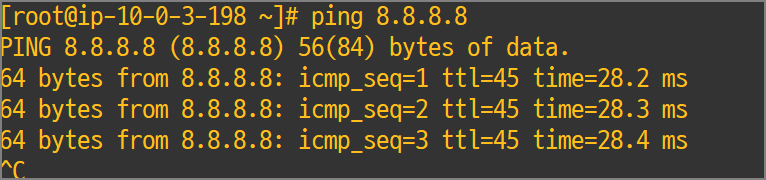 [root@ip-10-0-3-198 ~]# ping 8.8.8.8
PING 8.8.8.8 (8.8.8.8) 56(84) bytes of data.
64 bytes from 8.8.8.8: icmp_seq=1 ttl=45 time=28.2 ms
64 bytes from 8.8.8.8: icmp_seq=2 ttl=45 time=28.3 ms
64 bytes from 8.8.8.8: icmp_seq=3 ttl=45 time=28.4 ms
^C